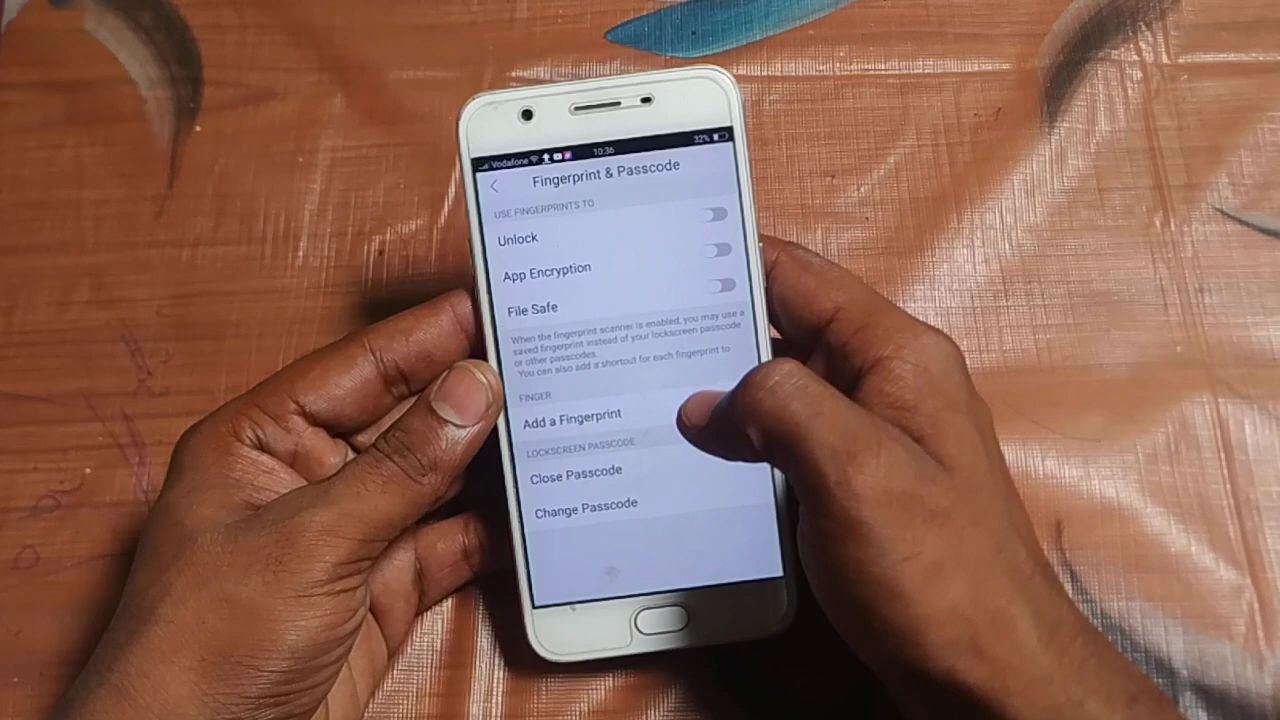 Vodafone 10:36 32%
Fingerprint & Passcode
USE FINGERPRINTS TO
Unlock
App Encryption
File Safe
When the fingerprint scanner is enabled, you may use a
saved fingerprint instead of your lockscreen passcode
or other passcodes.
You can also add a shortcut for each fingerprint to
FINGER
Add a Fingerprint
LOCKSCREEN PASSCODE
Close Passcode
Change Passcode